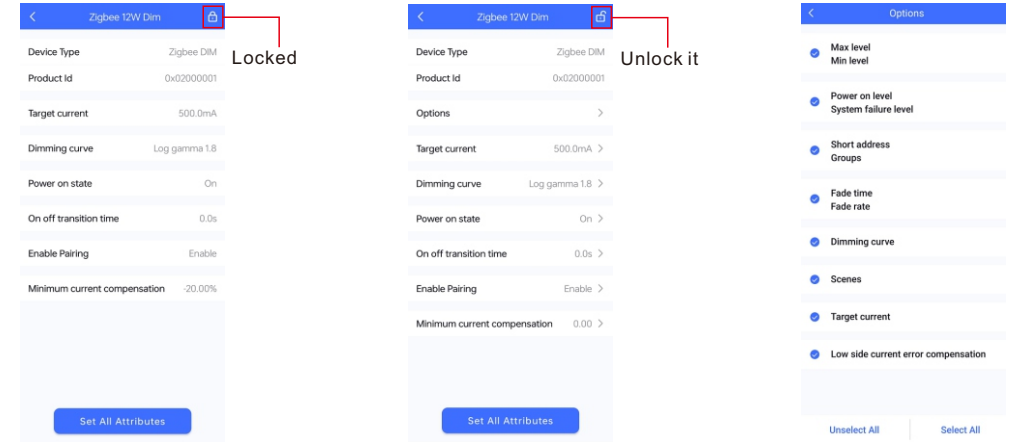 Zigbee 12W Dim
Device Type Zigbee DIM
Product Id 0x02000001
Target current 500.0mA
Dimming curve Log gamma 1.8
Power on state On
On off transition time 0.0s
Enable Pairing Enable
Minimum current compensation -20.00%
Set All Attributes
Locked
Zigbee 12W Dim
Device Type Zigbee DIM
Product Id 0x02000001
Options
Target current 500.0mA
Dimming curve Log gamma 1.8
Power on state On
On off transition time 0.0s
Enable Pairing Enable
Minimum current compensation 0.00
Set All Attributes
Unlock it
Options
Max level
Min level
Power on level
System failure level
Short address
Groups
Fade time
Fade rate
Dimming curve
Scenes
Target current
Low side current error compensation
Unselect All Select All